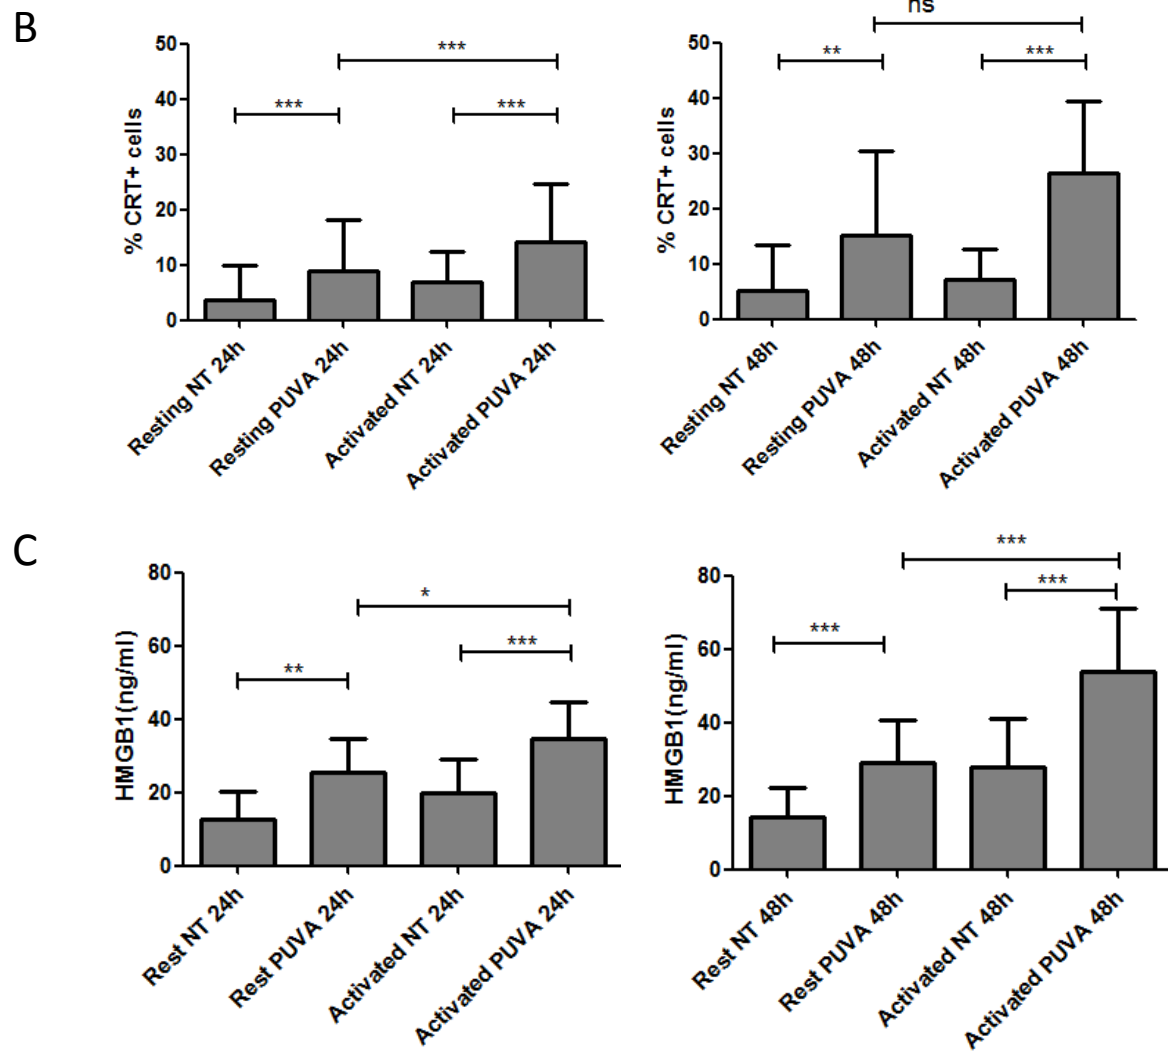 B
ns
50
40
30
20
10
0
% CRT+ cells
***
***
***
Resting NT 24h
Resting PUVA 24h
Activated NT 24h
Activated PUVA 24h
50
40
30
20
10
0
% CRT+ cells
**
***
Resting NT 48h
Resting PUVA 48h
Activated NT 48h
Activated PUVA 48h
C
80
60
40
20
0
HMGB1(ng/ml)
*
***
**
Rest NT 24h
Rest PUVA 24h
Activated NT 24h
Activated PUVA 24h
80
60
40
20
0
HMGB1(ng/ml)
***
***
***
Rest NT 48h
Rest PUVA 48h
Activated NT 48h
Activated PUVA 48h